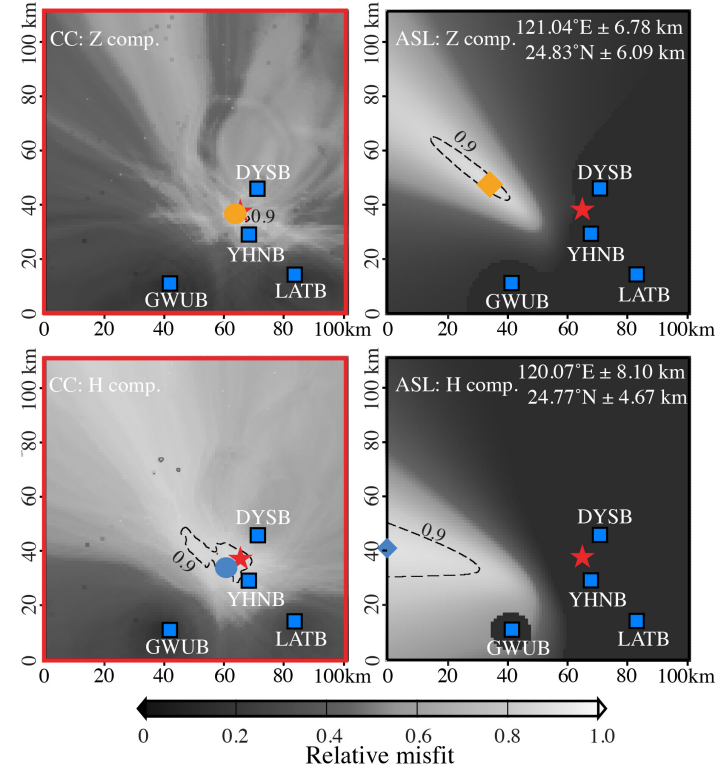 CC: Z comp.
100 km
80
60
40
20
0
DYSB
0.9
YHNB
GWUB
LATB
0
20
40
60
80
100km
ASL: Z comp.
121.04°E ± 6.78 km
24.83°N ± 6.09 km
100 km
80
60
40
20
0
0.9
DYSB
YHNB
GWUB
LATB
0
20
40
60
80
100km
CC: H comp.
100 km
80
60
40
20
0
DYSB
0.9
YHNB
GWUB
LATB
0
20
40
60
80
100km
ASL: H comp.
120.07°E ± 8.10 km
24.77°N ± 4.67 km
100 km
80
60
40
20
0
0.9
DYSB
YHNB
GWUB
LATB
0
20
40
60
80
100km
0
0.2
0.4
0.6
0.8
1.0
Relative misfit